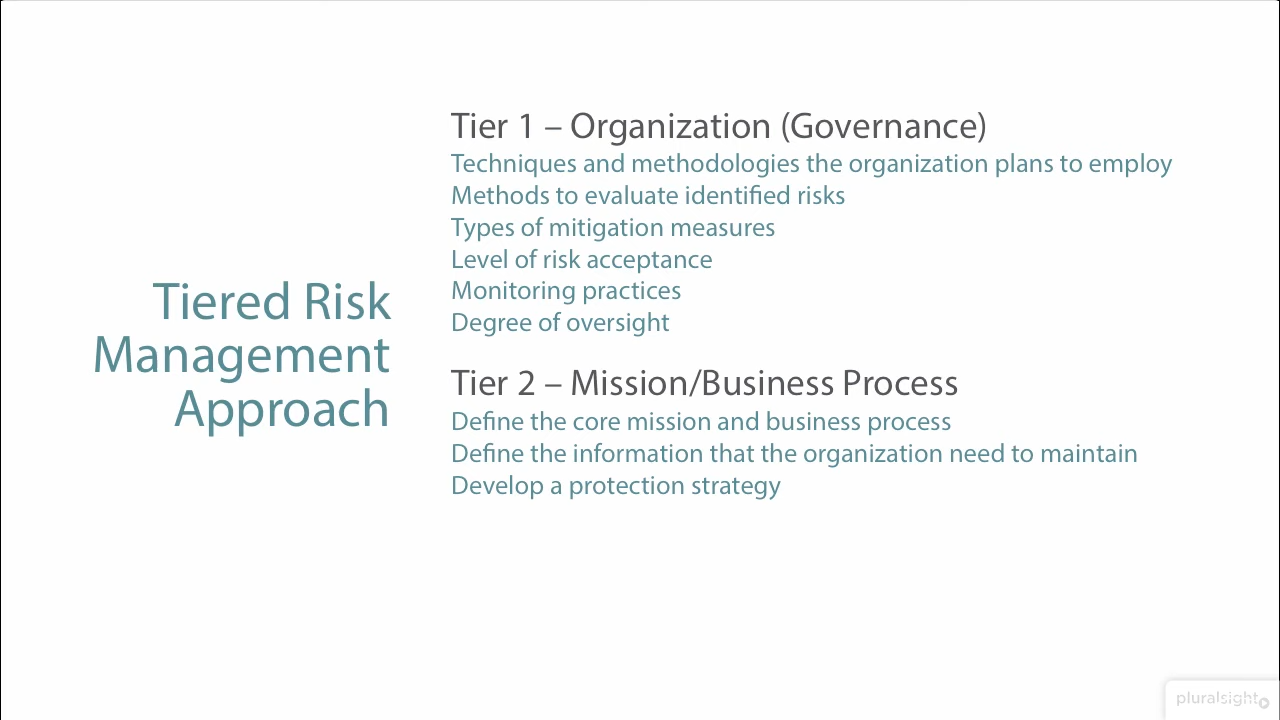 Tiered Risk
Management
Approach
Tier 1 – Organization (Governance)
Techniques and methodologies the organization plans to employ
Methods to evaluate identified risks
Types of mitigation measures
Level of risk acceptance
Monitoring practices
Degree of oversight
Tier 2 – Mission/Business Process
Define the core mission and business process
Define the information that the organization need to maintain
Develop a protection strategy
pluralsight